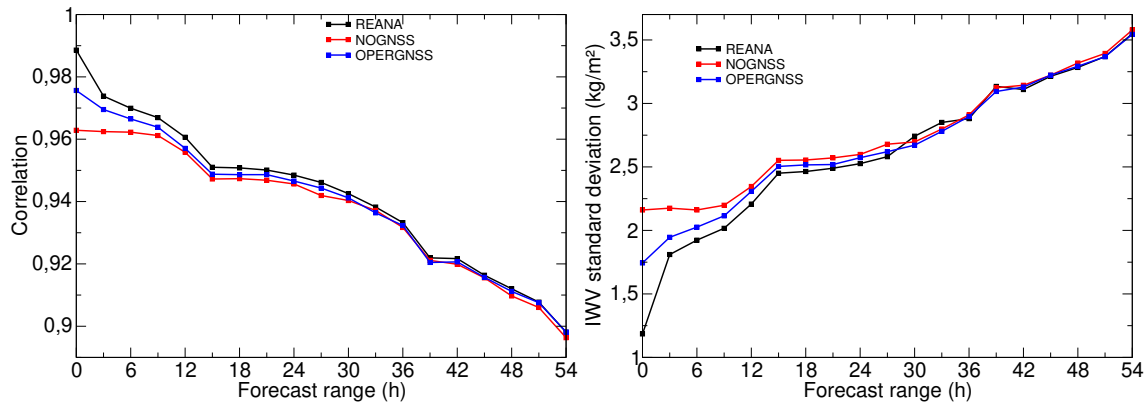 1
0,98
0,96
0,94
0,92
0,9
Correlation
REANA
NOGNSS
OPERGNSS
0 6 12 18 24 30 36 42 48 54
Forecast range (h)
3,5
3
2,5
2
1,5
1
IWV standard deviation (kg/m²)
REANA
NOGNSS
OPERGNSS
0 6 12 18 24 30 36 42 48 54
Forecast range (h)